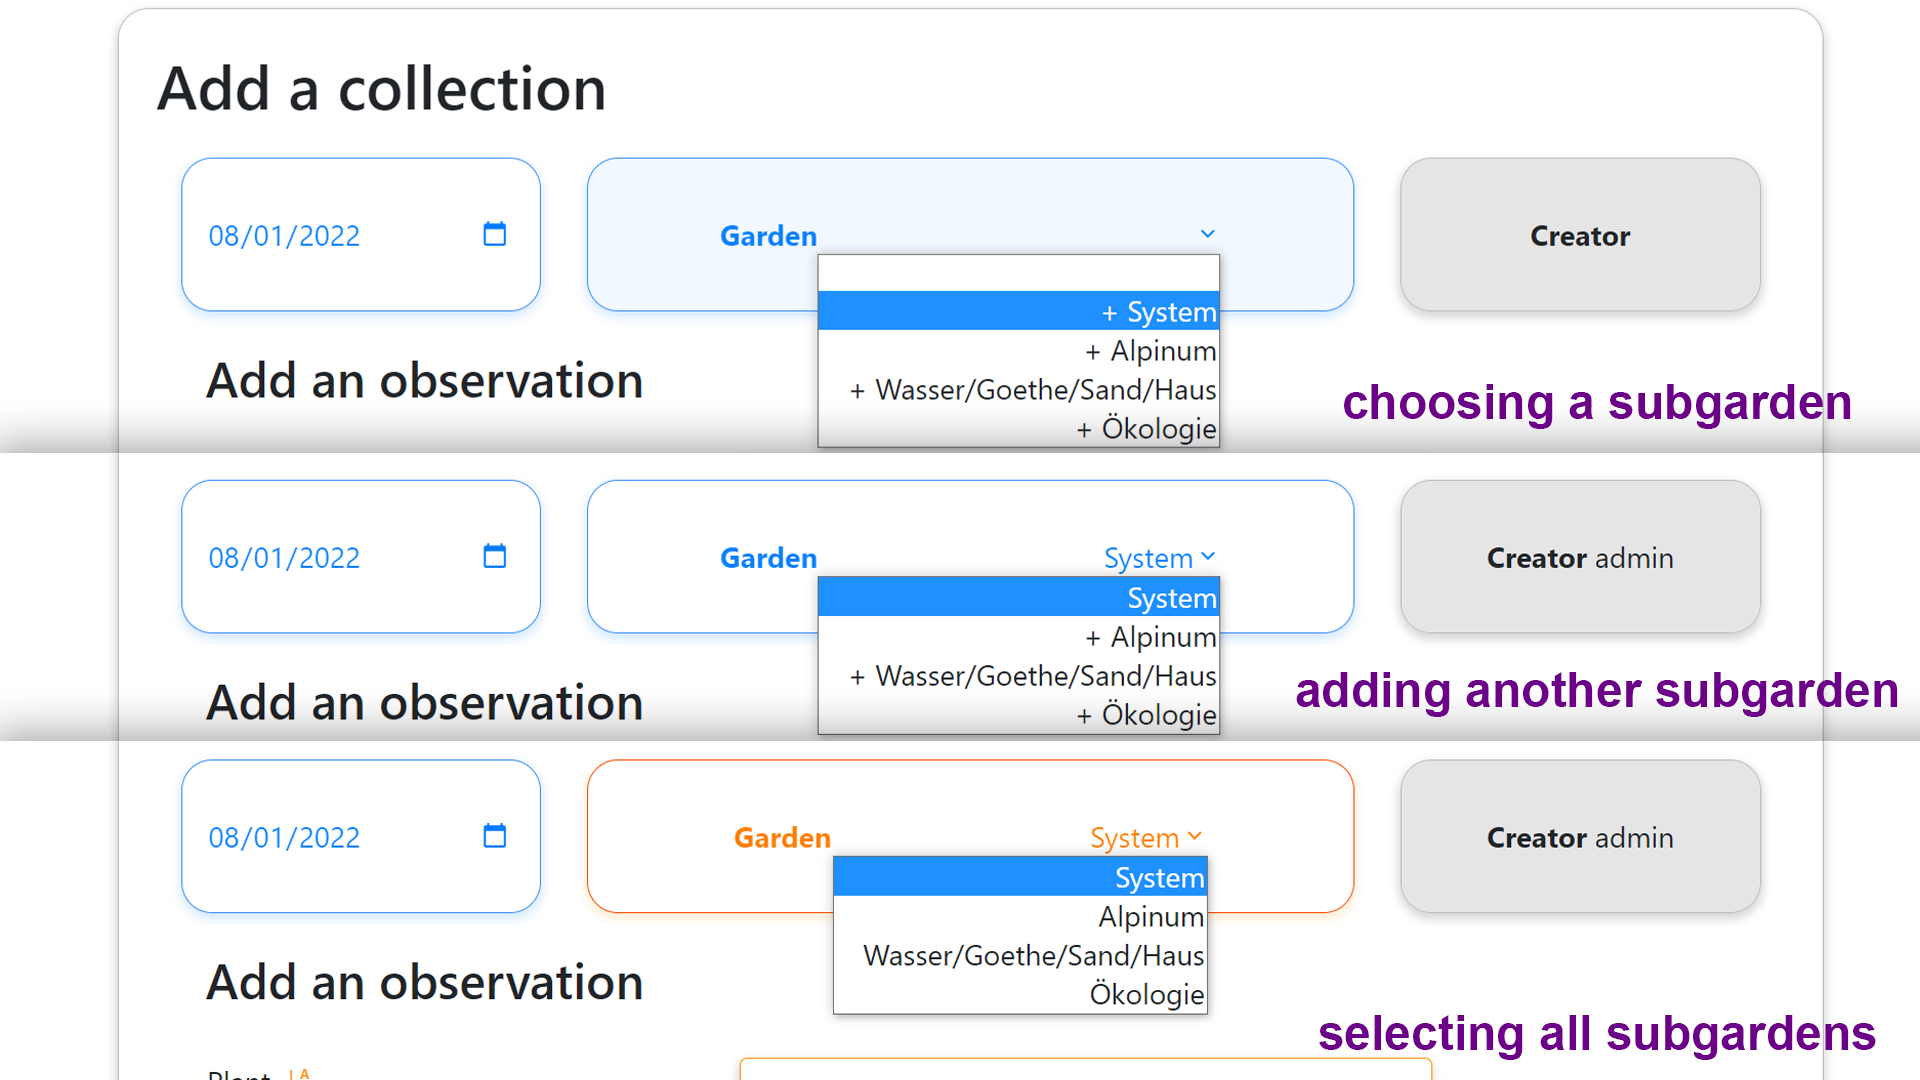 Add a collection
08/01/2022
Garden
Creator
+ System
+ Alpinum
+ Wasser/Goethe/Sand/Haus
+ Ökologie
Add an observation
choosing a subgarden
08/01/2022
Garden System
Creator admin
System
+ Alpinum
+ Wasser/Goethe/Sand/Haus
+ Ökologie
Add an observation
adding another subgarden
08/01/2022
Garden System
Creator admin
System
Alpinum
Wasser/Goethe/Sand/Haus
Ökologie
Add an observation
selecting all subgardens
Plant